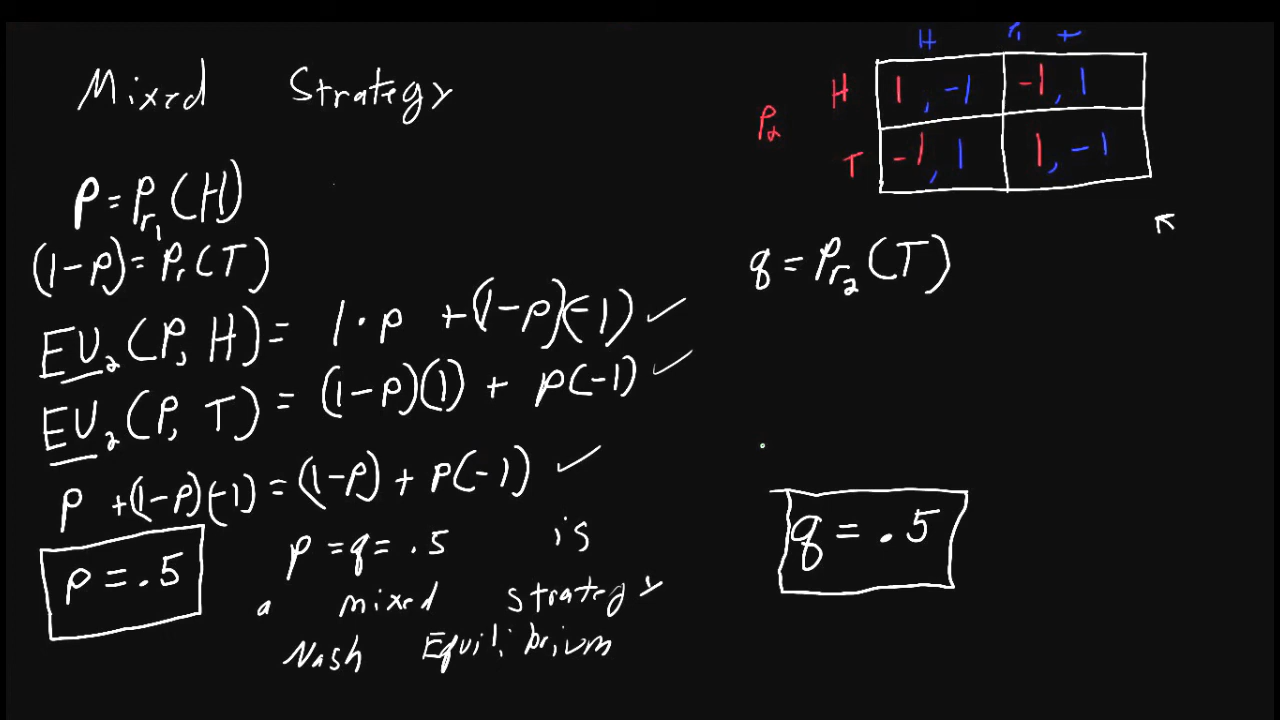 Mixed Strategy
p = Pr₁(H)
(1-p) = Pr(T)
EU₂(P, H) = 1·p + (1-p)(-1) ✓
EU₂(P, T) = (1-p)(1) + p(-1) ✓
p + (1-p)(-1) = (1-p) + p(-1) ✓
p = .5
p = q = .5 is
a mixed strategy
Nash Equilibrium
P₁
H t
P₂
H 1, -1 -1, 1
T -1, 1 1, -1
q = Pr₂(T)
q = .5